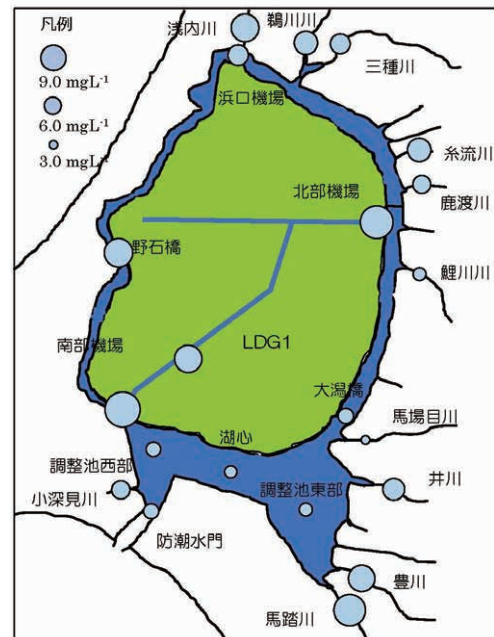 凡例
9.0 mgL-1
6.0 mgL-1
3.0 mgL-1
浅内川
鵜川川
三種川
浜口機場
糸流川
北部機場
鹿渡川
野石橋
鯉川川
南部機場
LDG1
大潟橋
馬場目川
湖心
調整池西部
調整池東部
井川
小深見川
防潮水門
豊川
馬踏川